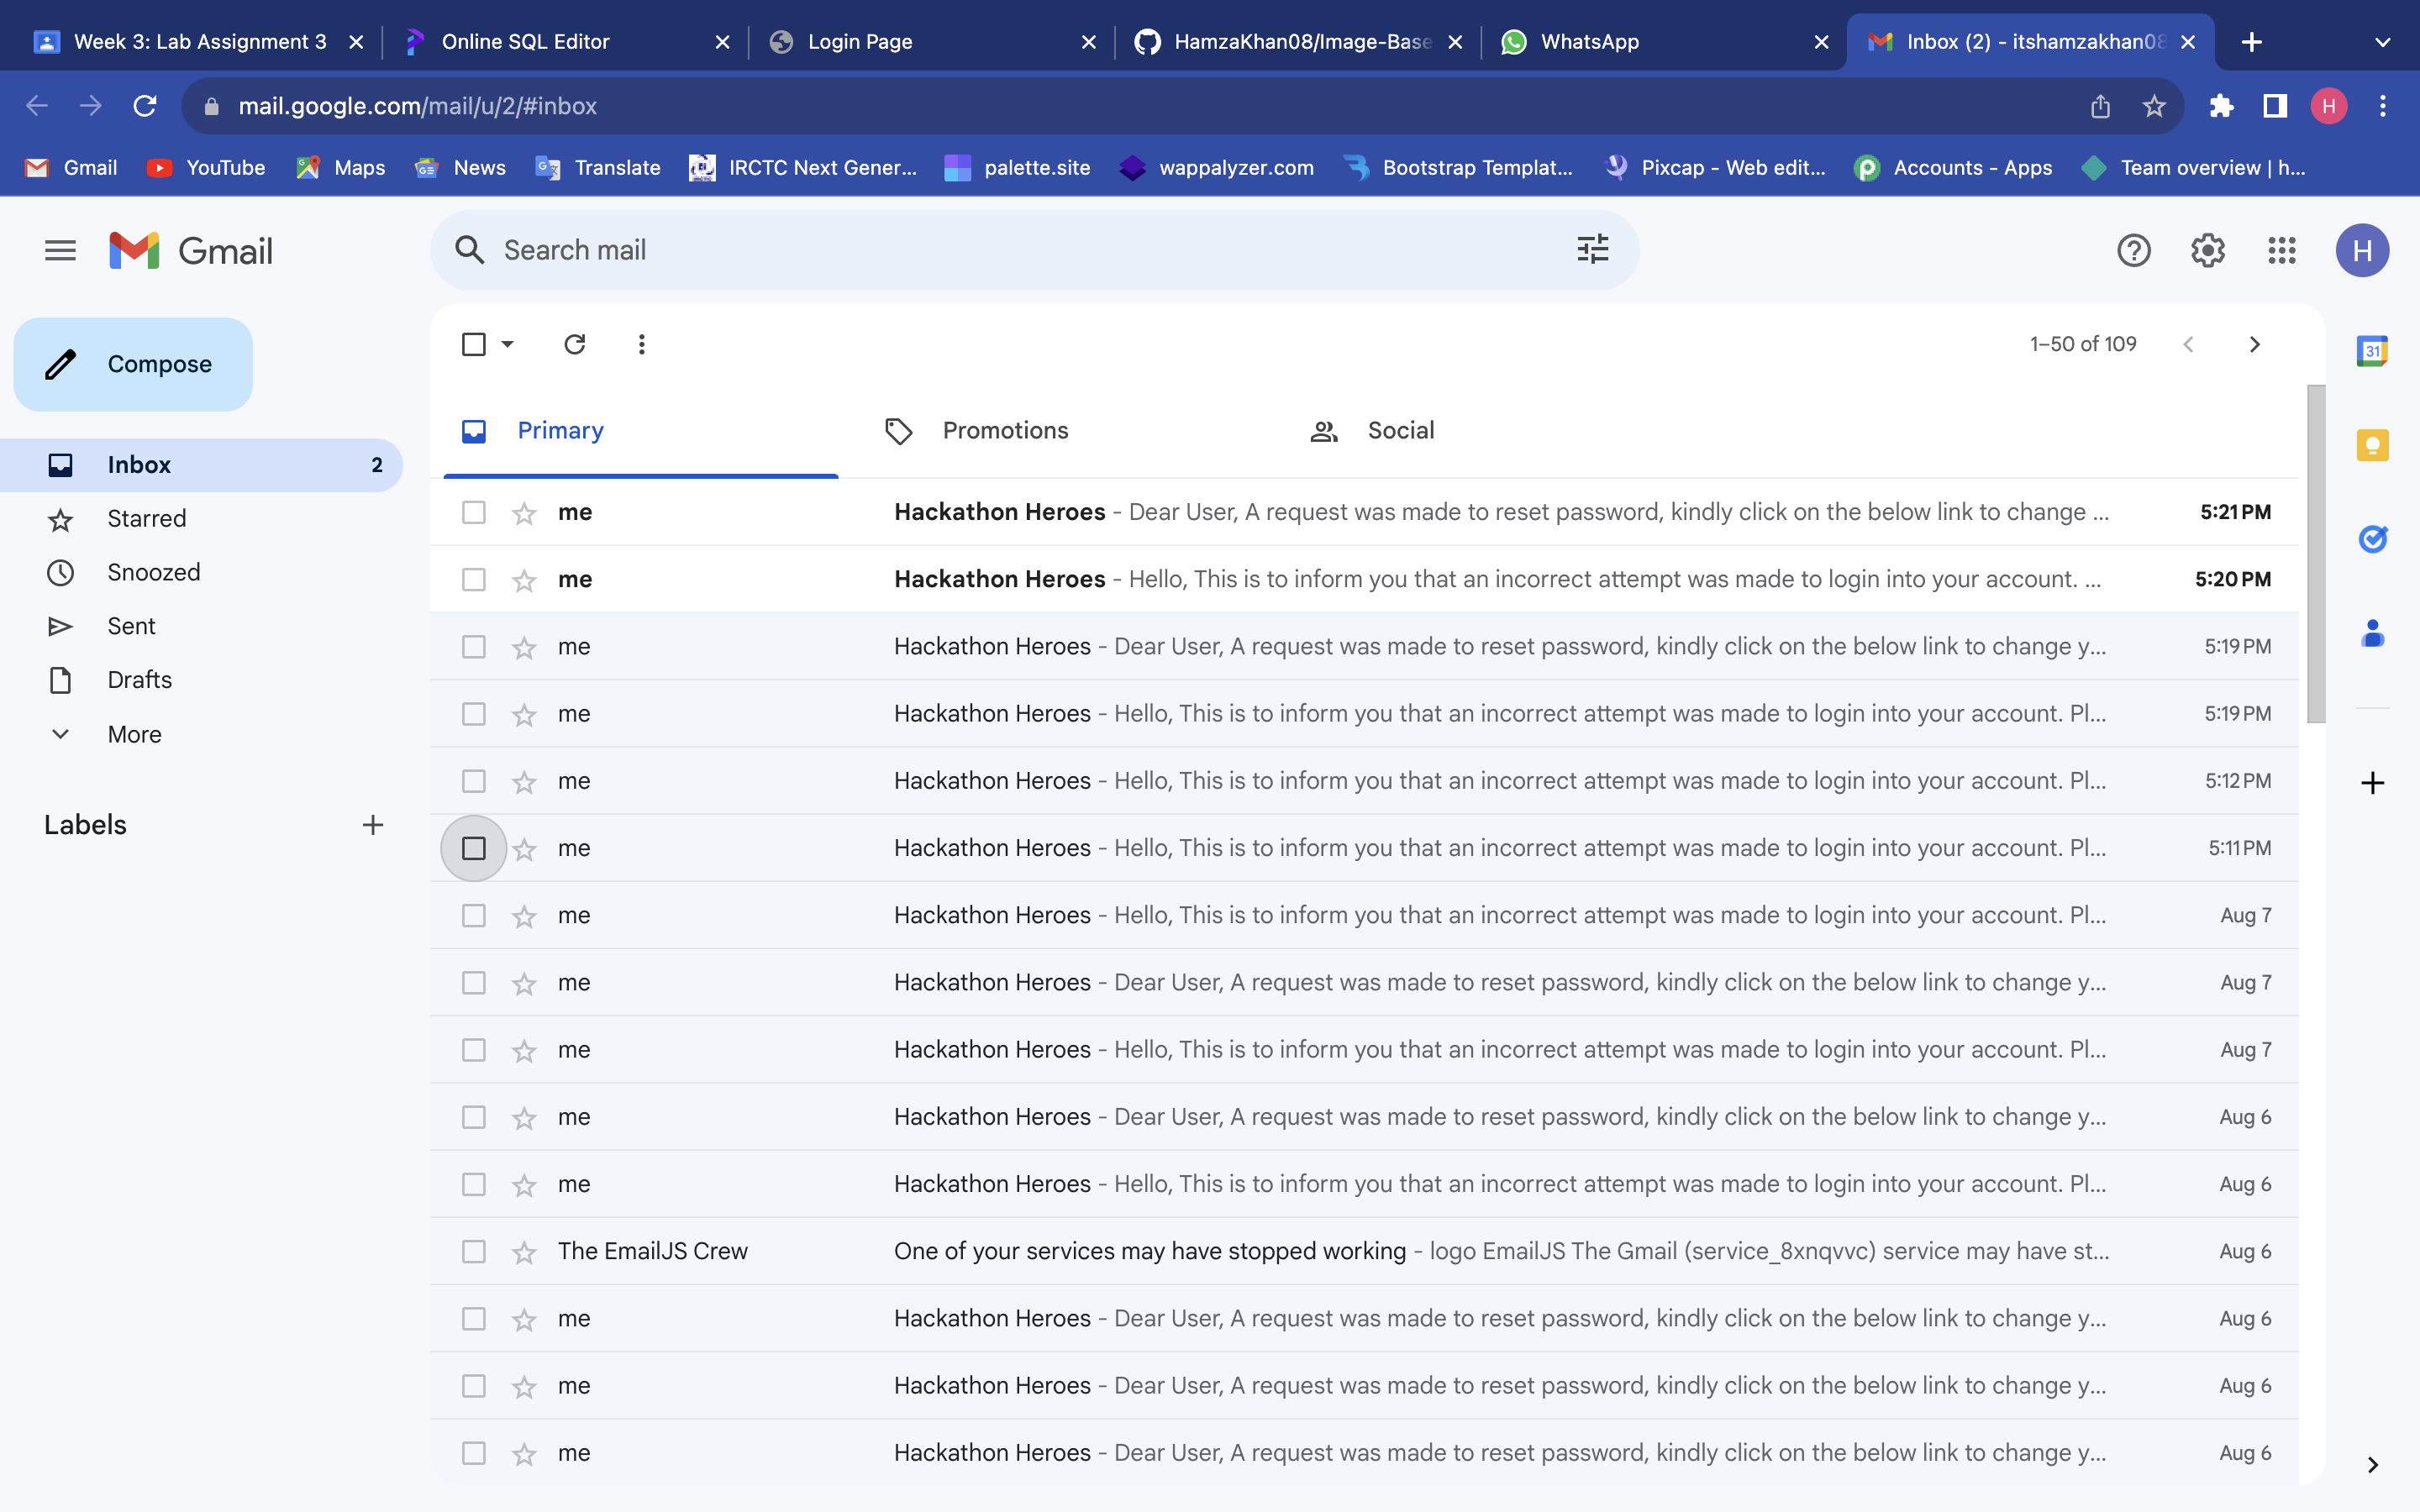 Week 3: Lab Assignment 3
Online SQL Editor
Login Page
HamzaKhan08/Image-Base
WhatsApp
Inbox (2) - itshamzakhan08
mail.google.com/mail/u/2/#inbox
H
Gmail
YouTube
Maps
News
Translate
IRCTC Next Gener...
palette.site
wappalyzer.com
Bootstrap Templat...
Pixcap - Web edit...
Accounts - Apps
Team overview | h...
Gmail
Search mail
H
Compose
1–50 of 109
31
Primary
Promotions
Social
Inbox 2
Starred
Snoozed
Sent
Drafts
More
Labels
me Hackathon Heroes - Dear User, A request was made to reset password, kindly click on the below link to change ... 5:21 PM
me Hackathon Heroes - Hello, This is to inform you that an incorrect attempt was made to login into your account. ... 5:20 PM
me Hackathon Heroes - Dear User, A request was made to reset password, kindly click on the below link to change y... 5:19 PM
me Hackathon Heroes - Hello, This is to inform you that an incorrect attempt was made to login into your account. Pl... 5:19 PM
me Hackathon Heroes - Hello, This is to inform you that an incorrect attempt was made to login into your account. Pl... 5:12 PM
me Hackathon Heroes - Hello, This is to inform you that an incorrect attempt was made to login into your account. Pl... 5:11 PM
me Hackathon Heroes - Hello, This is to inform you that an incorrect attempt was made to login into your account. Pl... Aug 7
me Hackathon Heroes - Dear User, A request was made to reset password, kindly click on the below link to change y... Aug 7
me Hackathon Heroes - Hello, This is to inform you that an incorrect attempt was made to login into your account. Pl... Aug 7
me Hackathon Heroes - Dear User, A request was made to reset password, kindly click on the below link to change y... Aug 6
me Hackathon Heroes - Hello, This is to inform you that an incorrect attempt was made to login into your account. Pl... Aug 6
The EmailJS Crew One of your services may have stopped working - logo EmailJS The Gmail (service_8xnqvvc) service may have st... Aug 6
me Hackathon Heroes - Dear User, A request was made to reset password, kindly click on the below link to change y... Aug 6
me Hackathon Heroes - Dear User, A request was made to reset password, kindly click on the below link to change y... Aug 6
me Hackathon Heroes - Dear User, A request was made to reset password, kindly click on the below link to change y... Aug 6